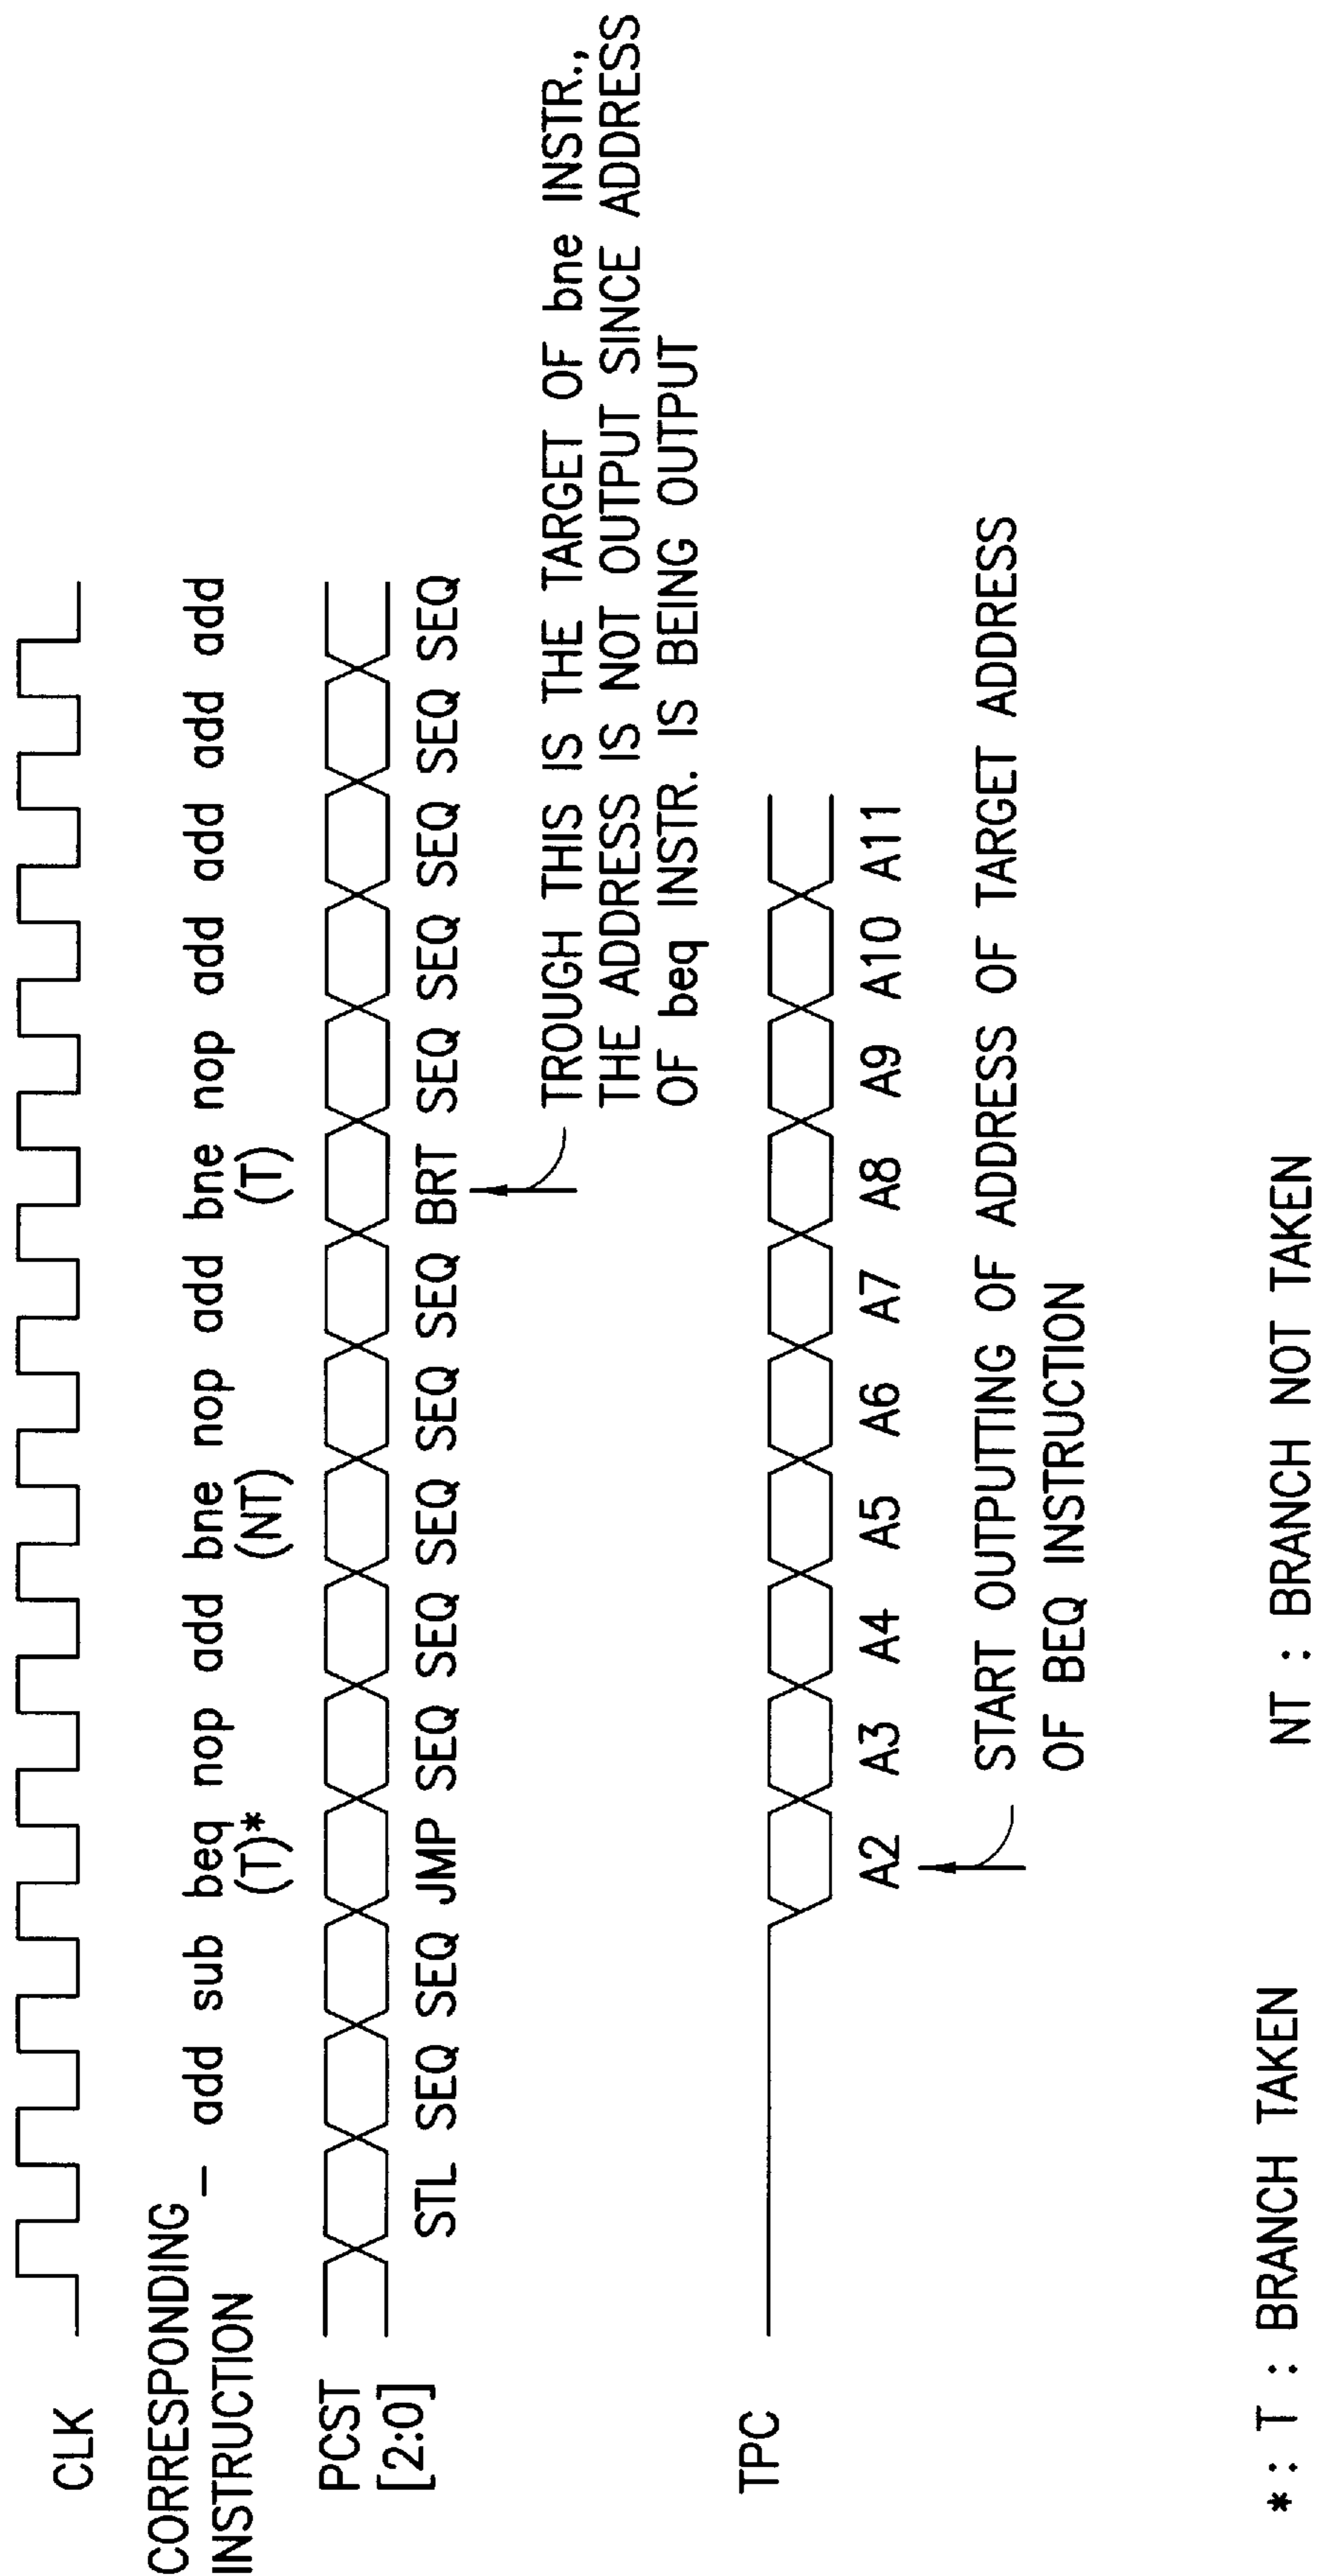 CLK
CORRESPONDING
INSTRUCTION
– add sub beq nop add bne nop add bne nop add add add add
(T)* (NT) (T)
PCST
[2:0]
STL SEQ SEQ JMP SEQ SEQ SEQ SEQ SEQ BRT SEQ SEQ SEQ SEQ SEQ
TROUGH THIS IS THE TARGET OF bne INSTR.,
THE ADDRESS IS NOT OUTPUT SINCE ADDRESS
OF beq INSTR. IS BEING OUTPUT
TPC
A2 A3 A4 A5 A6 A7 A8 A9 A10 A11
START OUTPUTTING OF ADDRESS OF TARGET ADDRESS
OF BEQ INSTRUCTION
* : T : BRANCH TAKEN
NT : BRANCH NOT TAKEN